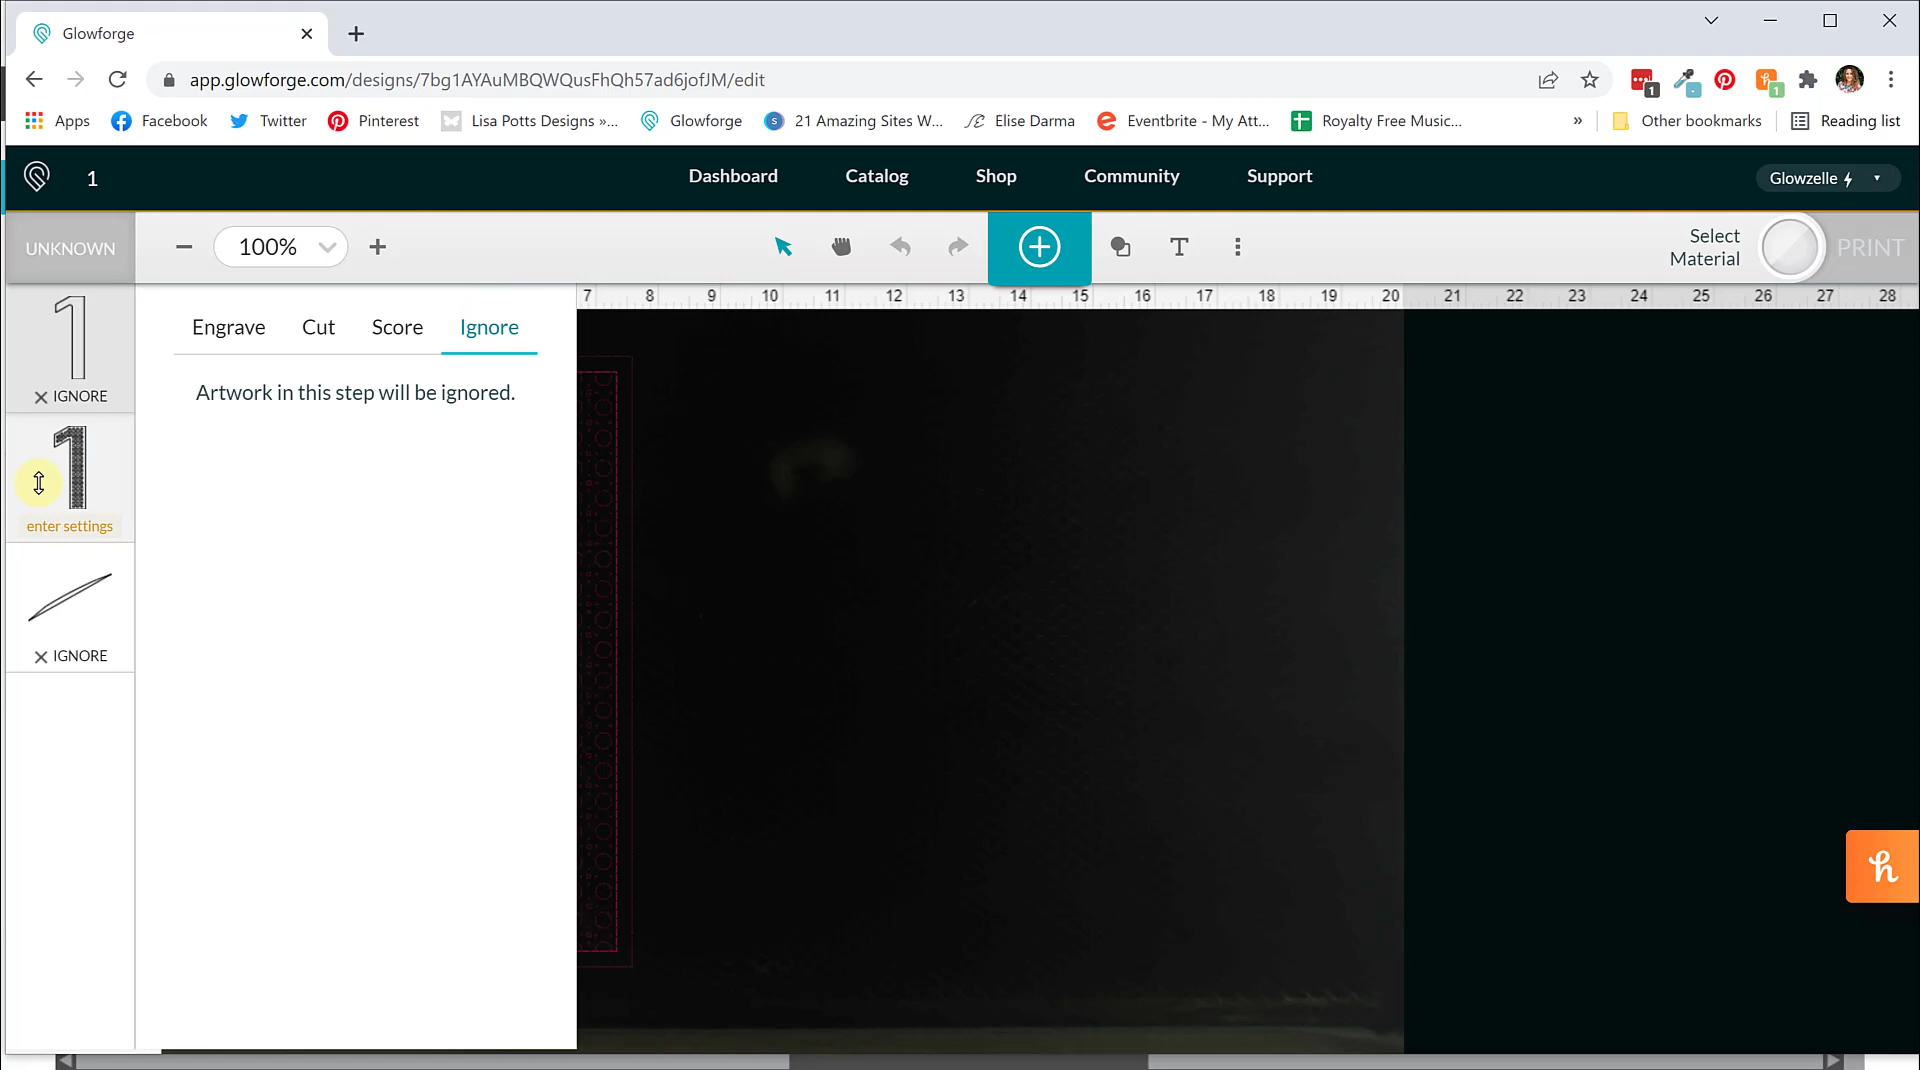 Glowforge
app.glowforge.com/designs/7bg1AYAuMBQWQusFhQh57ad6jofJM/edit
1
1
Apps Facebook Twitter Pinterest Lisa Potts Designs »... Glowforge 21 Amazing Sites W... Elise Darma Eventbrite - My Att... Royalty Free Music... » Other bookmarks Reading list
1 Dashboard Catalog Shop Community Support Glowzelle
UNKNOWN 100% Select Material PRINT
7 8 9 10 11 12 13 14 15 16 17 18 19 20 21 22 23 24 25 26 27 28
Engrave Cut Score Ignore
Artwork in this step will be ignored.
1
IGNORE
1
enter settings
IGNORE
h